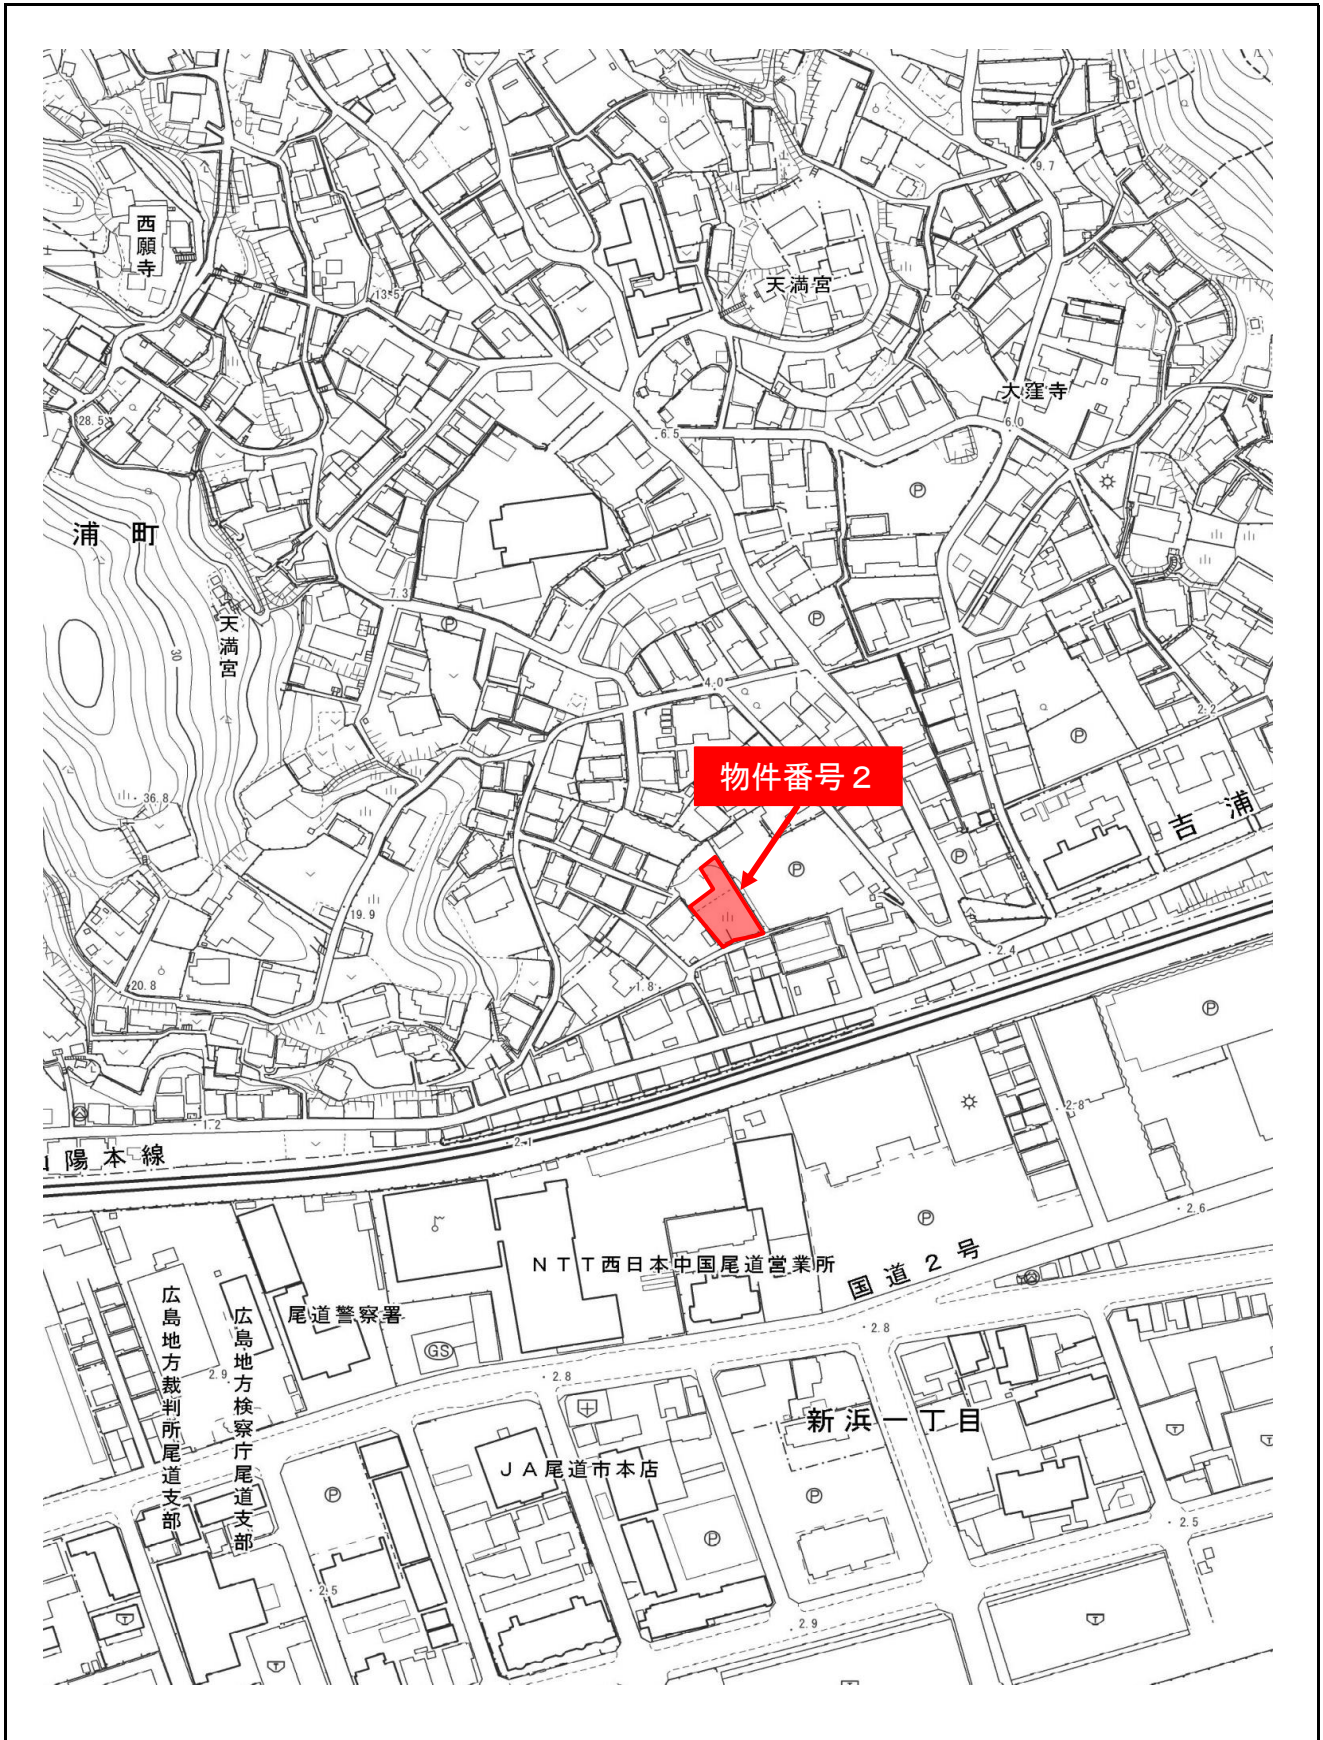 9.7
西願寺
天満宮
13.5
大窪寺
28.5
6.5
6.0
Ⓟ
浦町
7.3
Ⓟ
Ⓟ
天満宮
30
4.0
2.2
Ⓟ
物件番号２
36.8
吉浦
Ⓟ
Ⓟ
19.9
2.4
20.8
1.8
Ⓟ
2.8
1.2
2.1
陽本線
2.6
Ⓟ
ＮＴＴ西日本中国尾道営業所
国道２号
広島地方裁判所尾道支部
広島地方検察庁尾道支部
尾道警察署
2.8
GS
2.9
2.8
新浜一丁目
ＪＡ尾道市本店
Ⓟ
Ⓟ
2.5
Ⓟ
2.5
2.9